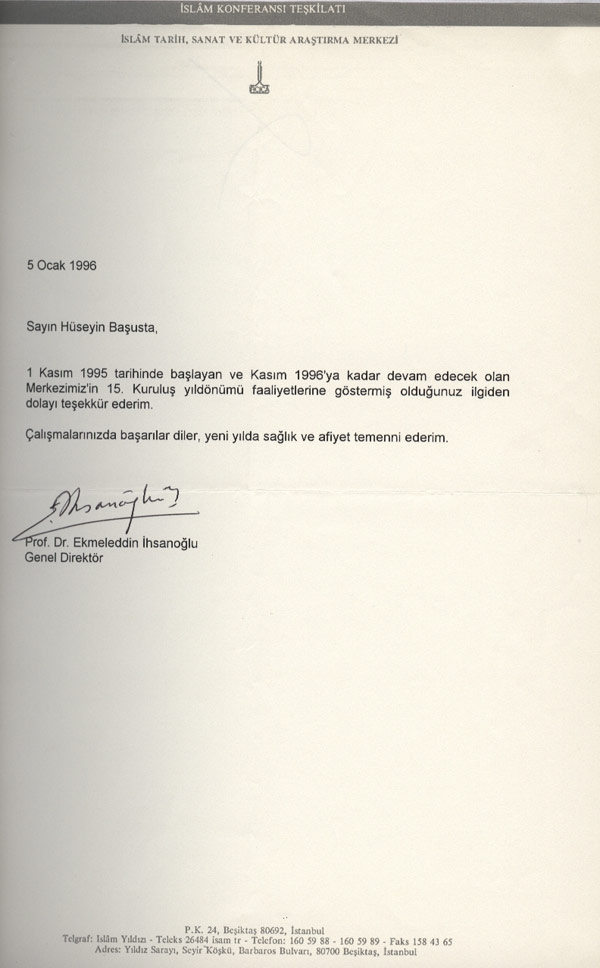 İSLÂM KONFERANSI TEŞKİLATI
İSLÂM TARİH, SANAT VE KÜLTÜR ARAŞTIRMA MERKEZİ
5 Ocak 1996
Sayın Hüseyin Başusta,
1 Kasım 1995 tarihinde başlayan ve Kasım 1996'ya kadar devam edecek olan
Merkezimiz'in 15. Kuruluş yıldönümü faaliyetlerine göstermiş olduğunuz ilgiden
dolayı teşekkür ederim.
Çalışmalarınızda başarılar diler, yeni yılda sağlık ve afiyet temenni ederim.
E. İhsanoğlu
Prof. Dr. Ekmeleddin İhsanoğlu
Genel Direktör
P.K. 24, Beşiktaş 80692, İstanbul
Telgraf: İslâm Yıldızı - Teleks 26484 isam tr - Telefon: 160 59 88 - 160 59 89 - Faks 158 43 65
Adres: Yıldız Sarayı, Seyir Köşkü, Barbaros Bulvarı, 80700 Beşiktaş, İstanbul